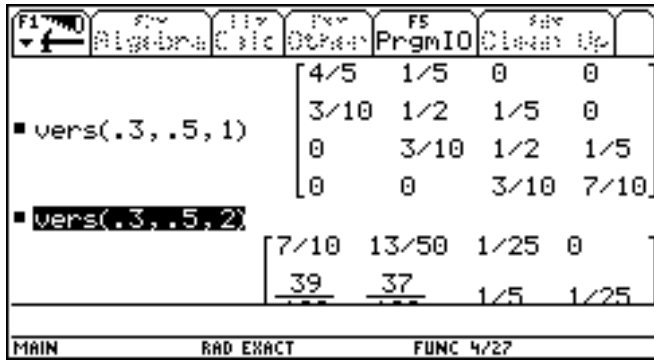 F1 Algebra Calc Other F5 PrgmIO Clean Up
4/5 1/5 0 0
3/10 1/2 1/5 0
▪ vers(.3,.5,1)
0 3/10 1/2 1/5
0 0 3/10 7/10
▪ vers(.3,.5,2)
7/10 13/50 1/25 0
39 37
1/5 1/25
MAIN RAD EXACT FUNC 4/27